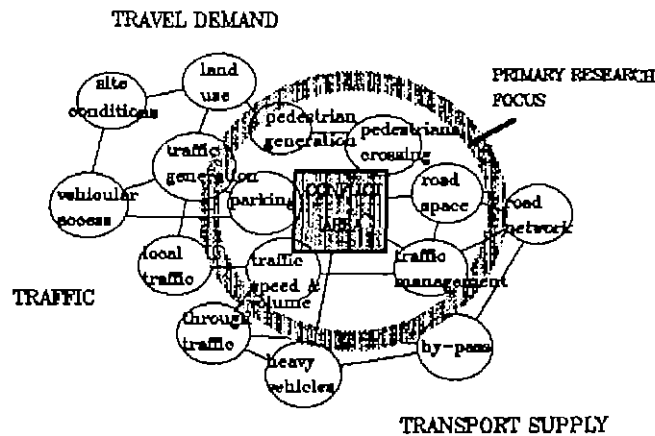 TRAVEL DEMAND
land
use
site
conditions
PRIMARY RESEARCH
FOCUS
pedestrian
generation
pedestrians
crossing
traffic
generation
vehicular
access
parking
CONFLICT
AREA
road
space
road
network
local
traffic
traffic
speed &
volume
traffic
management
TRAFFIC
through
traffic
heavy
vehicles
by-pass
TRANSPORT SUPPLY